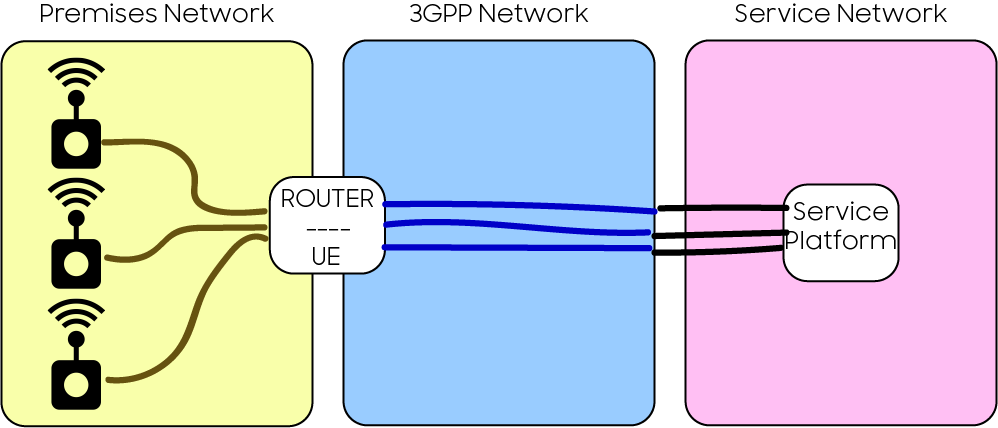 Premises Network
3GPP Network
Service Network
ROUTER
----
UE
Service
Platform